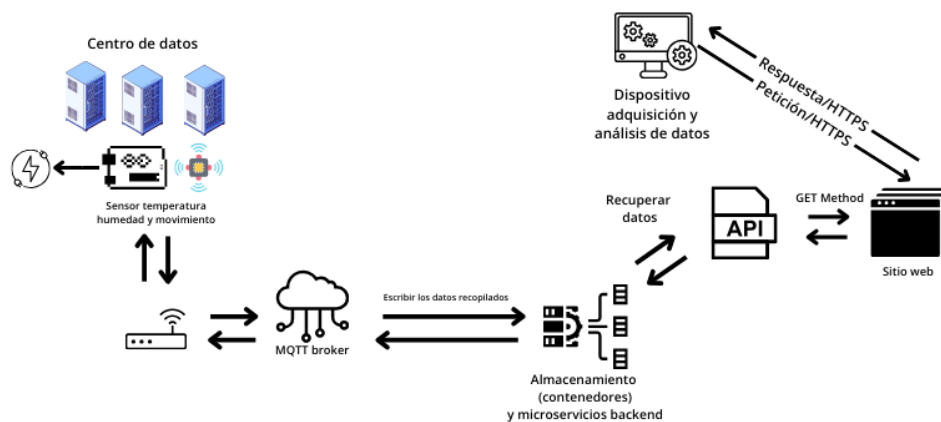 Centro de datos
Sensor temperatura
humedad y movimiento
MQTT broker
Escribir los datos recopilados
Almacenamiento
(contenedores)
y microservicios backend
Recuperar
datos
API
GET Method
Sitio web
Dispositivo
adquisición y
análisis de datos
Respuesta/HTTPS
Petición/HTTPS